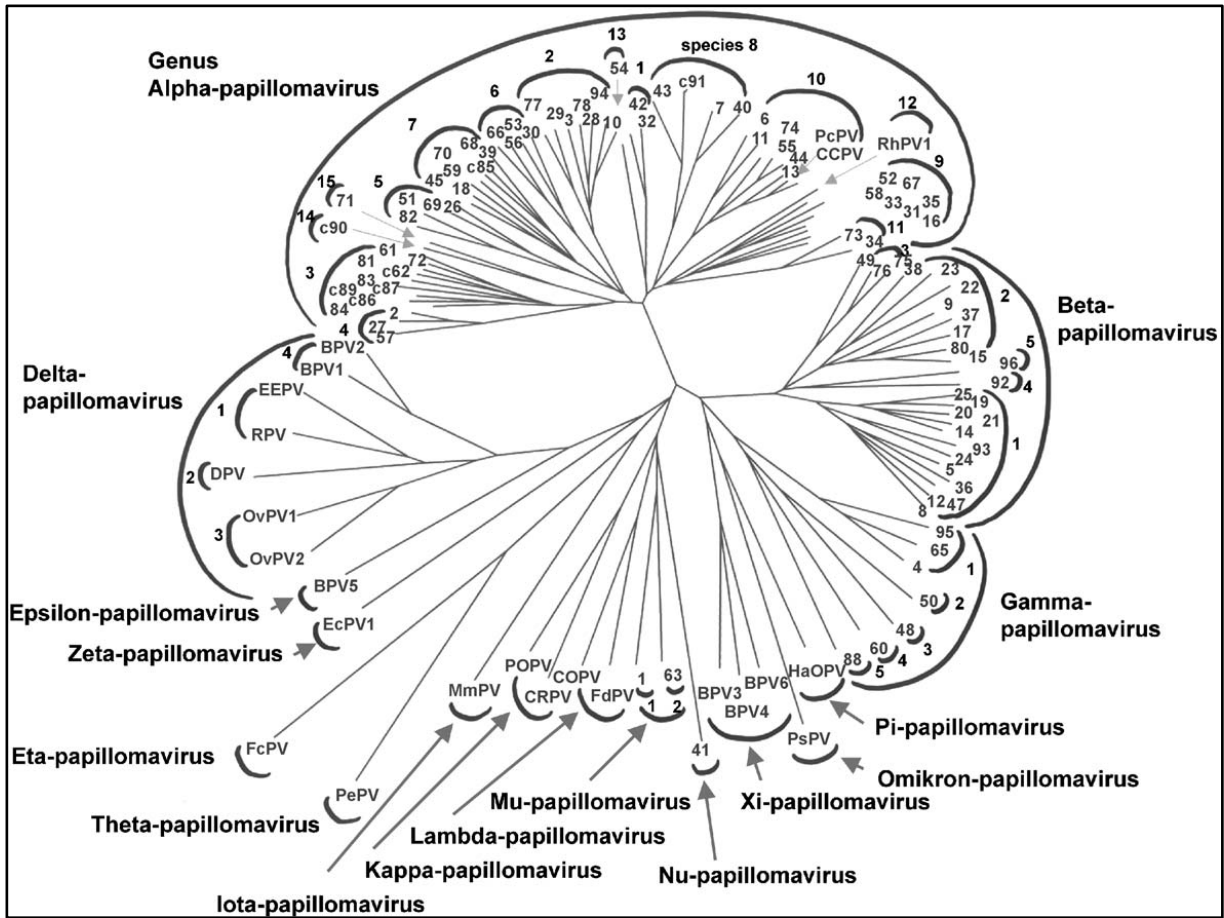 Genus
Alpha-papillomavirus
13
54
2
1
species 8
10
12
6
7
15
14
5
3
4
77
94
78
29
3
28
10
42
32
43
c91
7
40
6
11
74
55
44
13
PcPV
CCPV
RhPV1
9
52
67
58
33
35
31
16
11
73
34
53
66
30
56
68
39
70
c85
59
45
18
51
69
26
82
71
c90
61
81
72
c62
83
c89
c87
c86
84
2
27
57
Beta-
papillomavirus
3
49
75
76
38
23
2
22
9
37
17
80
15
5
96
92
4
25
19
20
21
14
1
93
24
5
36
12
47
8
Delta-
papillomavirus
4
BPV2
BPV1
1
EEPV
RPV
2
DPV
3
OvPV1
OvPV2
Gamma-
papillomavirus
95
65
4
1
50
2
48
3
60
4
88
5
Epsilon-papillomavirus
BPV5
Zeta-papillomavirus
EcPV1
Eta-papillomavirus
FcPV
Theta-papillomavirus
PePV
Iota-papillomavirus
MmPV
Kappa-papillomavirus
POPV
CRPV
Lambda-papillomavirus
COPV
FdPV
Mu-papillomavirus
1
63
1
2
Nu-papillomavirus
41
Xi-papillomavirus
BPV3
BPV4
BPV6
Omikron-papillomavirus
PsPV
Pi-papillomavirus
HaOPV